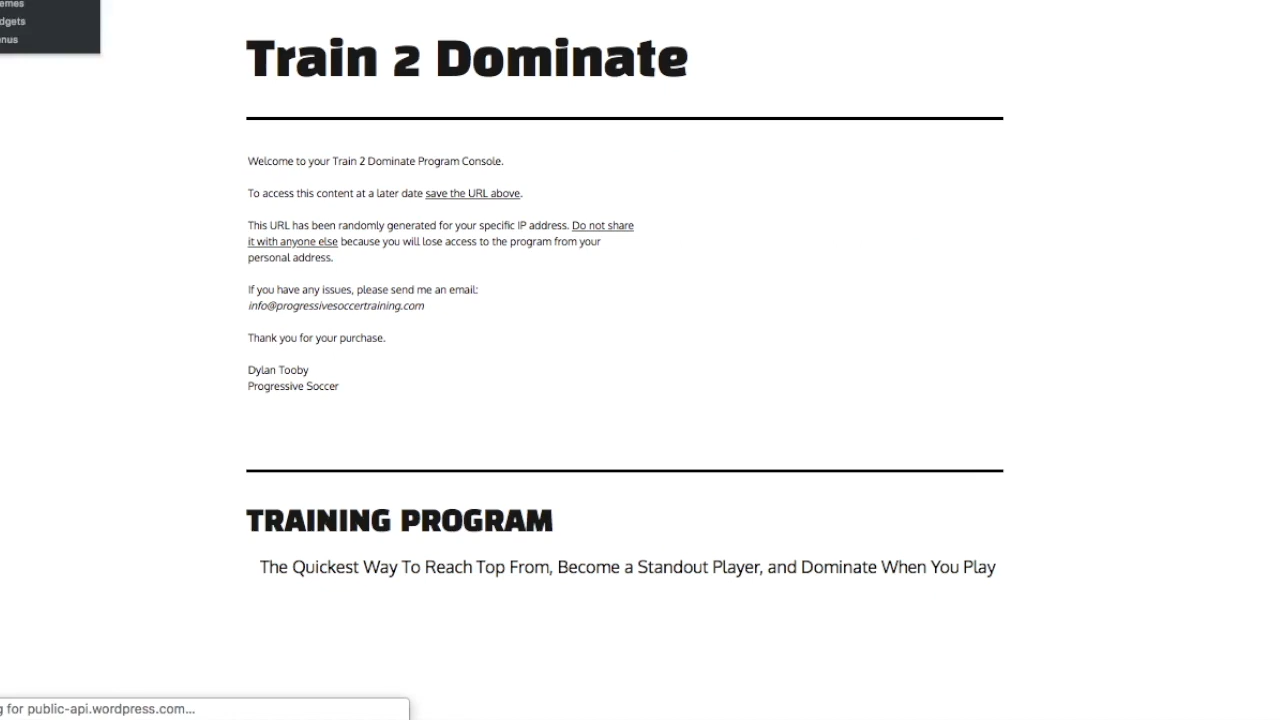 emes
dgets
nus
Train 2 Dominate
Welcome to your Train 2 Dominate Program Console.
To access this content at a later date save the URL above.
This URL has been randomly generated for your specific IP address. Do not share
it with anyone else because you will lose access to the program from your
personal address.
If you have any issues, please send me an email:
info@progressivesoccertraining.com
Thank you for your purchase.
Dylan Tooby
Progressive Soccer
TRAINING PROGRAM
The Quickest Way To Reach Top From, Become a Standout Player, and Dominate When You Play
g for public-api.wordpress.com...